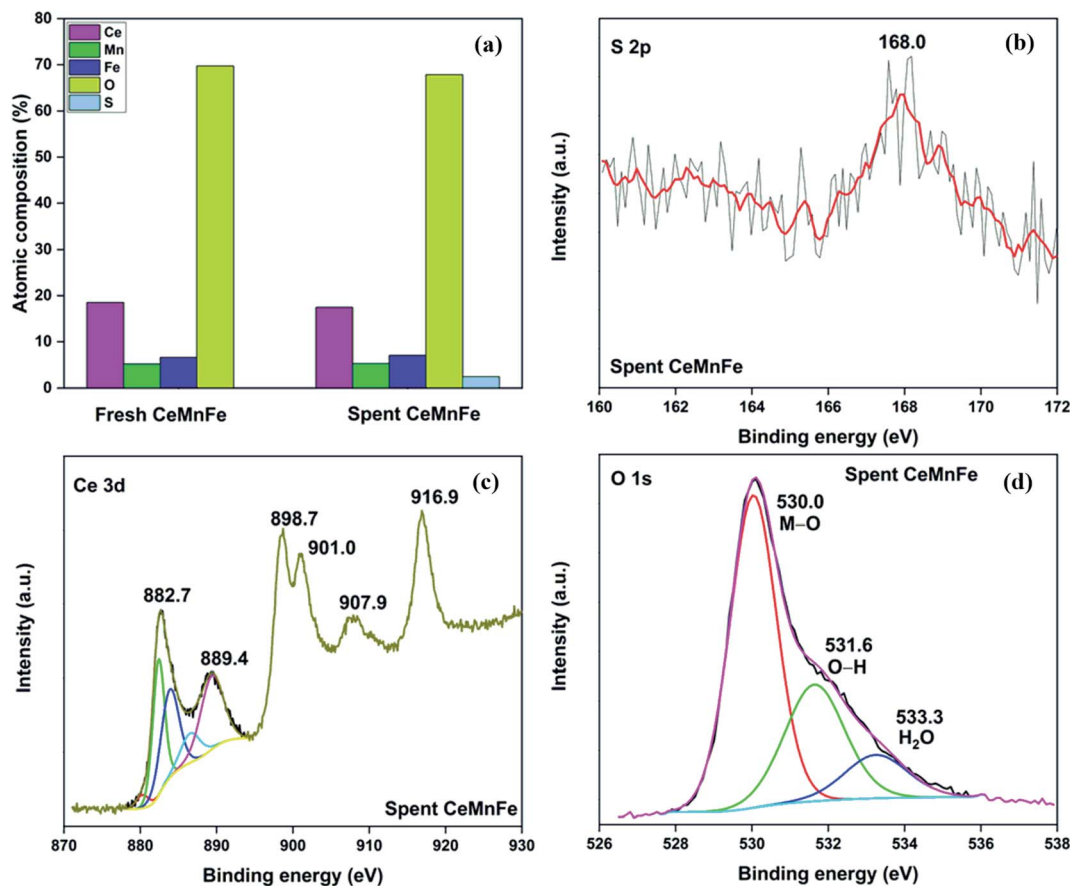 80
70
60
50
40
30
20
10
0
Atomic composition (%)
Ce
Mn
Fe
O
S
(a)
Fresh CeMnFe
Spent CeMnFe
S 2p
168.0
(b)
Intensity (a.u.)
Spent CeMnFe
160 162 164 166 168 170 172
Binding energy (eV)
Ce 3d
(c)
916.9
898.7
901.0
907.9
882.7
889.4
Intensity (a.u.)
Spent CeMnFe
870 880 890 900 910 920 930
Binding energy (eV)
O 1s
Spent CeMnFe
(d)
530.0
M–O
531.6
O–H
533.3
H₂O
Intensity (a.u.)
526 528 530 532 534 536 538
Binding energy (eV)